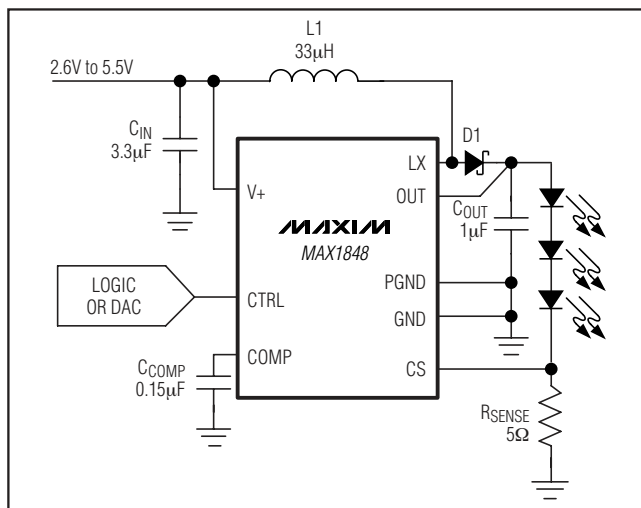 L1
33μH
2.6V to 5.5V
CIN
3.3μF
D1
LX
V+
OUT
COUT
1μF
MAXIM
MAX1848
LOGIC
OR DAC
CTRL
PGND
GND
COMP
CCOMP
0.15μF
CS
RSENSE
5Ω